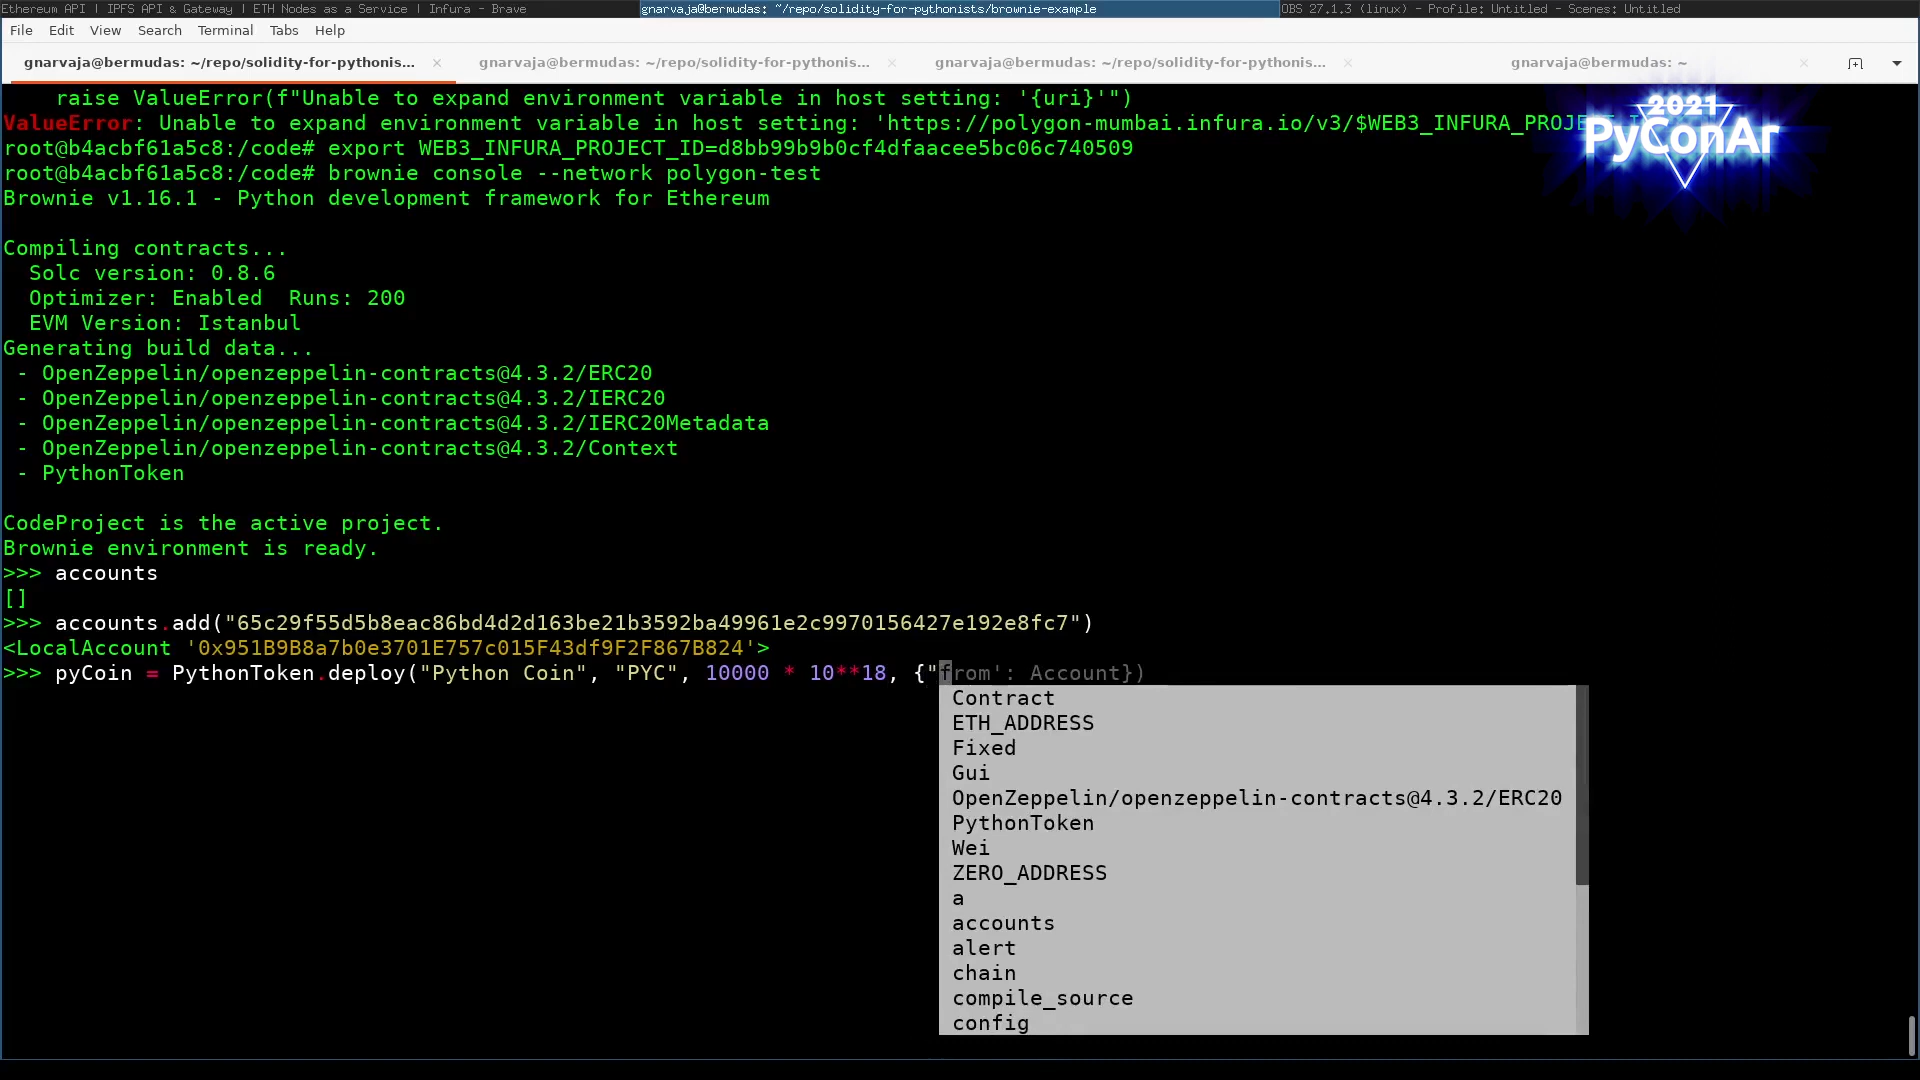 Ethereum API | IPFS API & Gateway | ETH Nodes as a Service | Infura - Brave
gnarvaja@bermudas: ~/repo/solidity-for-pythonists/brownie-example
OBS 27.1.3 (linux) - Profile: Untitled - Scenes: Untitled
File Edit View Search Terminal Tabs Help
gnarvaja@bermudas: ~/repo/solidity-for-pythonis... × gnarvaja@bermudas: ~/repo/solidity-for-pythonis... × gnarvaja@bermudas: ~/repo/solidity-for-pythonis... × gnarvaja@bermudas: ~ ×
2021
PyConAr
raise ValueError(f"Unable to expand environment variable in host setting: '{uri}'")
ValueError: Unable to expand environment variable in host setting: 'https://polygon-mumbai.infura.io/v3/$WEB3_INFURA_PROJE
root@b4acbf61a5c8:/code# export WEB3_INFURA_PROJECT_ID=d8bb99b9b0cf4dfaacee5bc06c740509
root@b4acbf61a5c8:/code# brownie console --network polygon-test
Brownie v1.16.1 - Python development framework for Ethereum
Compiling contracts...
Solc version: 0.8.6
Optimizer: Enabled  Runs: 200
EVM Version: Istanbul
Generating build data...
- OpenZeppelin/openzeppelin-contracts@4.3.2/ERC20
- OpenZeppelin/openzeppelin-contracts@4.3.2/IERC20
- OpenZeppelin/openzeppelin-contracts@4.3.2/IERC20Metadata
- OpenZeppelin/openzeppelin-contracts@4.3.2/Context
- PythonToken
CodeProject is the active project.
Brownie environment is ready.
>>> accounts
[]
>>> accounts.add("65c29f55d5b8eac86bd4d2d163be21b3592ba49961e2c9970156427e192e8fc7")
<LocalAccount '0x951B9B8a7b0e3701E757c015F43df9F2F867B824'>
>>> pyCoin = PythonToken.deploy("Python Coin", "PYC", 10000 * 10**18, {"from': Account})
Contract
ETH_ADDRESS
Fixed
Gui
OpenZeppelin/openzeppelin-contracts@4.3.2/ERC20
PythonToken
Wei
ZERO_ADDRESS
a
accounts
alert
chain
compile_source
config